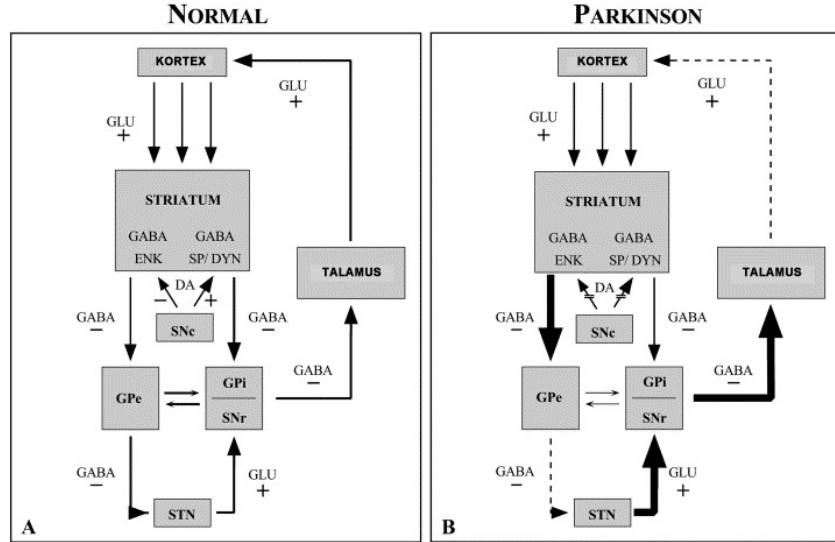 NORMAL
KORTEX
GLU
+
GLU
+
STRIATUM
GABA GABA
ENK SP/ DYN
TALAMUS
DA
− +
GABA
−
SNc
GABA
−
GABA
−
GPe
GPi
SNr
GABA
−
GLU
+
STN
A
PARKINSON
KORTEX
GLU
+
GLU
+
STRIATUM
GABA GABA
ENK SP/ DYN
TALAMUS
DA
GABA
−
SNc
GABA
−
GABA
−
GPe
GPi
SNr
GABA
−
GLU
+
STN
B